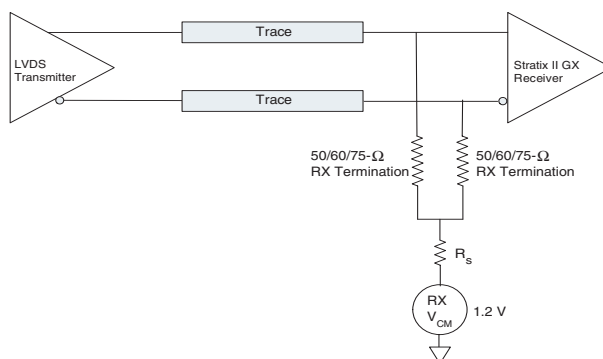 Trace
LVDS
Transmitter
Stratix II GX
Receiver
Trace
50/60/75-Ω
RX Termination
50/60/75-Ω
RX Termination
Rs
RX
VCM
1.2 V